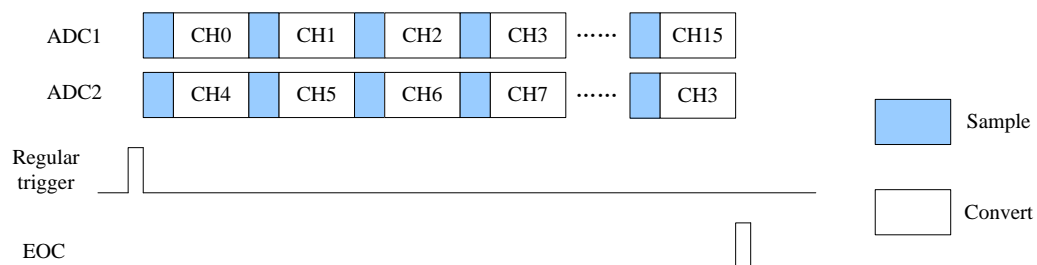 ADC1 CH0 CH1 CH2 CH3 …… CH15
ADC2 CH4 CH5 CH6 CH7 …… CH3
Sample
Regular
trigger
Convert
EOC